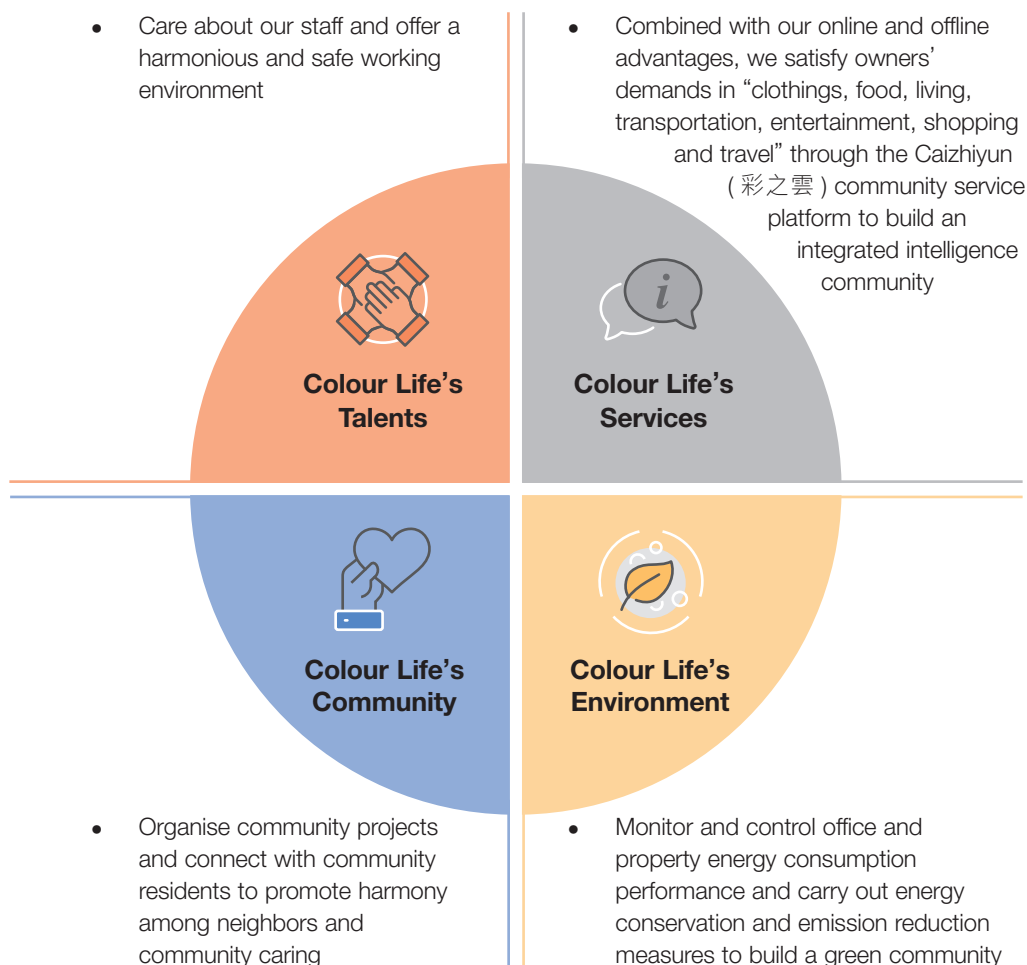 • Care about our staff and offer a
harmonious and safe working
environment
• Combined with our online and offline
advantages, we satisfy owners’
demands in “clothings, food, living,
transportation, entertainment, shopping
and travel” through the Caizhiyun
( 彩之雲 ) community service
platform to build an
integrated intelligence
community
Colour Life’s
Talents
i
Colour Life’s
Services
Colour Life’s
Community
Colour Life’s
Environment
• Organise community projects
and connect with community
residents to promote harmony
among neighbors and
community caring
• Monitor and control office and
property energy consumption
performance and carry out energy
conservation and emission reduction
measures to build a green community